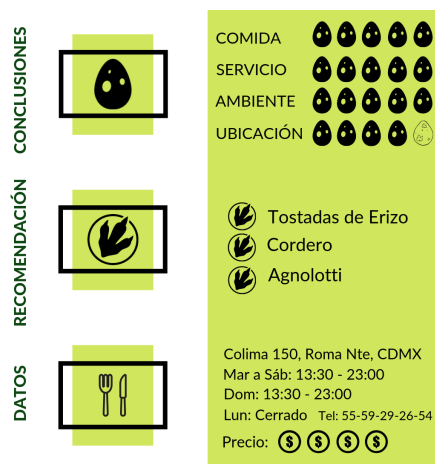 CONCLUSIONES
COMIDA
SERVICIO
AMBIENTE
UBICACIÓN
RECOMENDACIÓN
Tostadas de Erizo
Cordero
Agnolotti
DATOS
Colima 150, Roma Nte, CDMX
Mar a Sáb: 13:30 - 23:00
Dom: 13:30 - 23:00
Lun: Cerrado Tel: 55-59-29-26-54
Precio: $ $ $ $